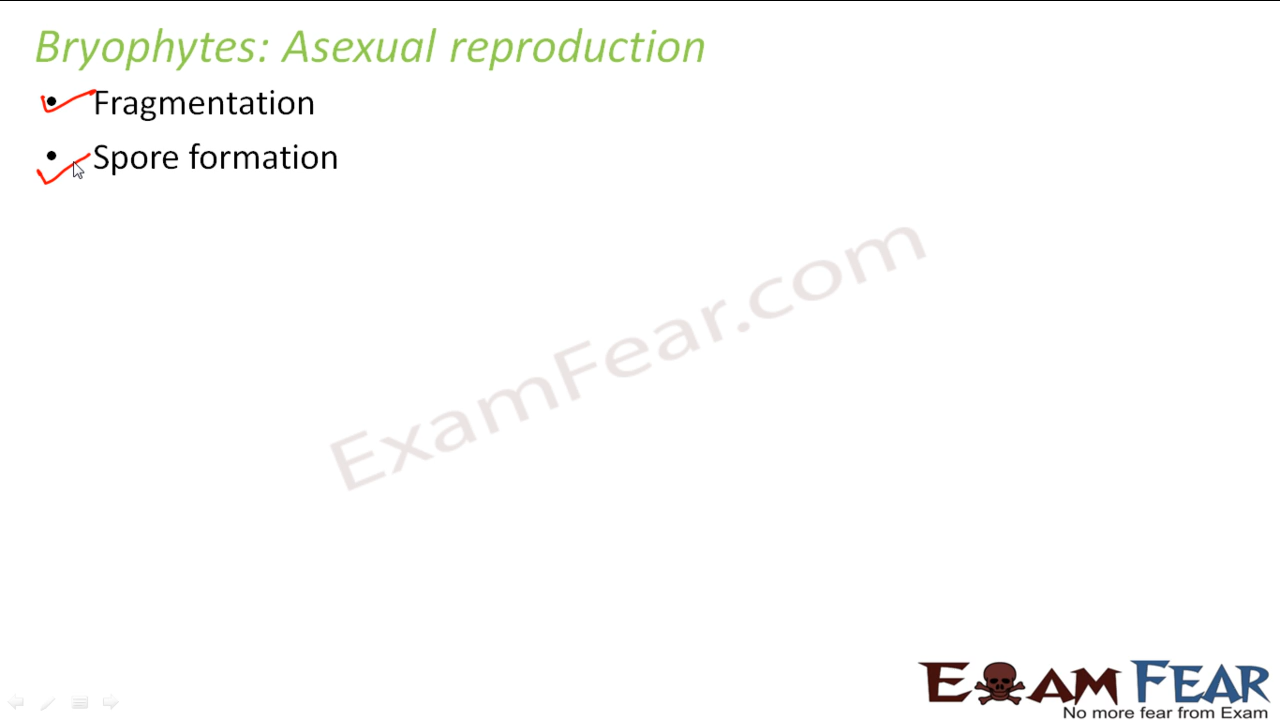 Bryophytes: Asexual reproduction
• Fragmentation
• Spore formation
ExamFear.com
EXAM FEAR
No more fear from Exam